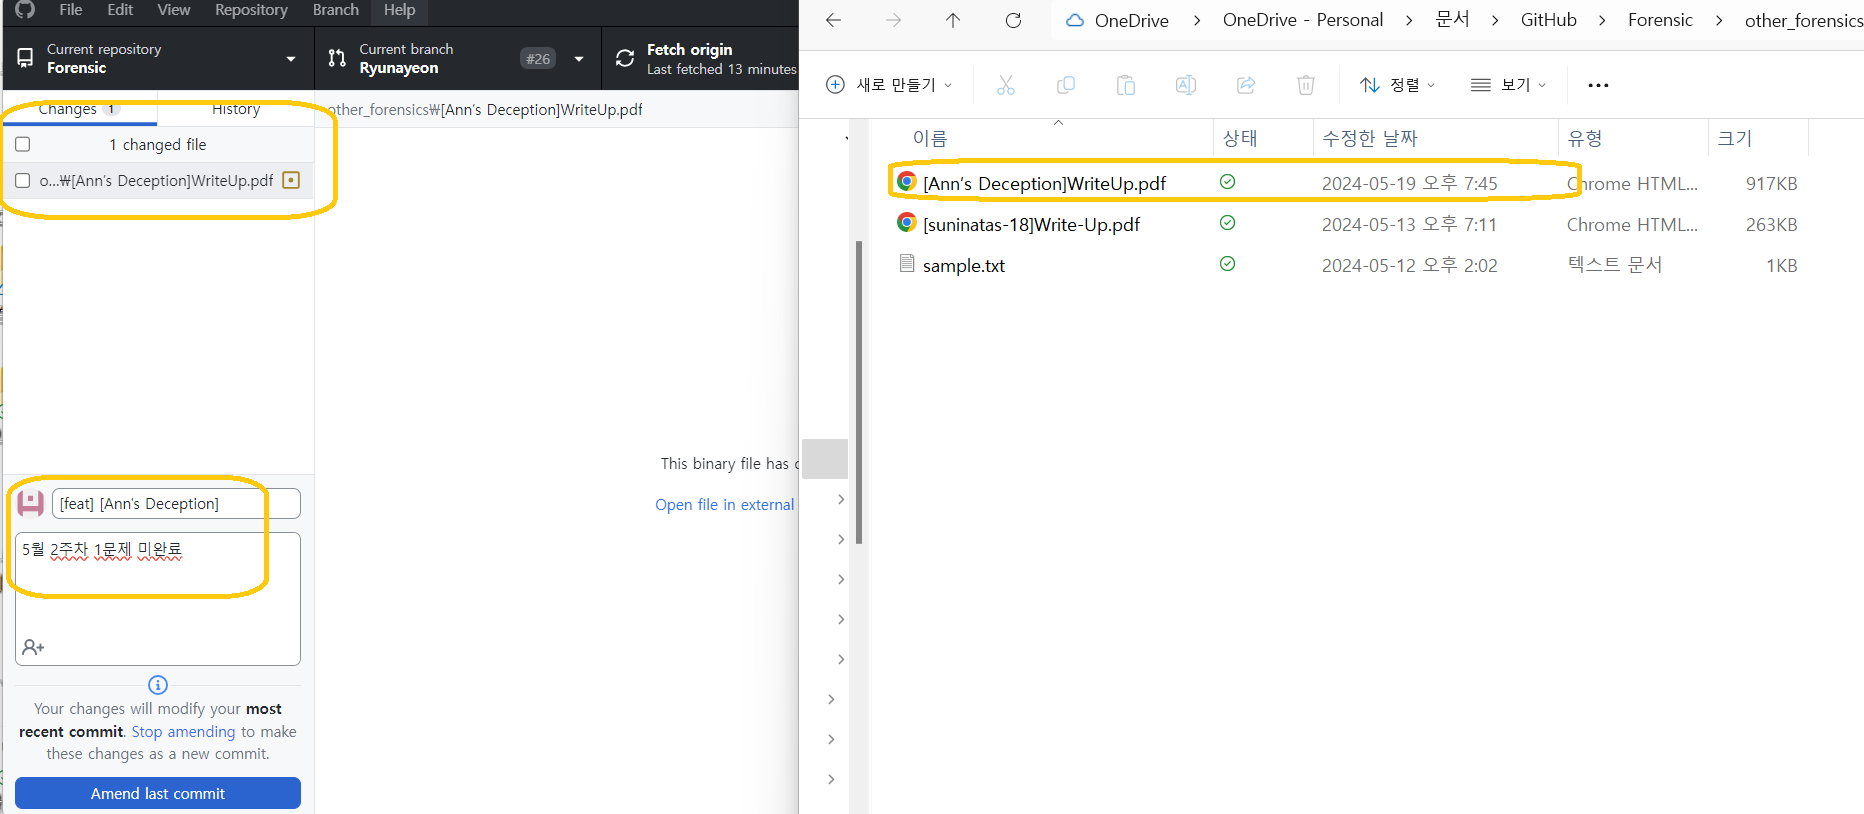 File Edit View Repository Branch Help
Current repository
Forensic
Current branch
Ryunayeon
#26
Fetch origin
Last fetched 13 minutes
Changes 1
History
1 changed file
o...₩[Ann's Deception]WriteUp.pdf
other_forensics₩[Ann's Deception]WriteUp.pdf
This binary file has
Open file in external
[feat] [Ann's Deception]
5월 2주차 1문제 미완료
Your changes will modify your most
recent commit. Stop amending to make
these changes as a new commit.
Amend last commit
OneDrive > OneDrive - Personal > 문서 > GitHub > Forensic > other_forensics
새로 만들기
정렬
보기
이름 상태 수정한 날짜 유형 크기
[Ann's Deception]WriteUp.pdf 2024-05-19 오후 7:45 Chrome HTML... 917KB
[suninatas-18]Write-Up.pdf 2024-05-13 오후 7:11 Chrome HTML... 263KB
sample.txt 2024-05-12 오후 2:02 텍스트 문서 1KB